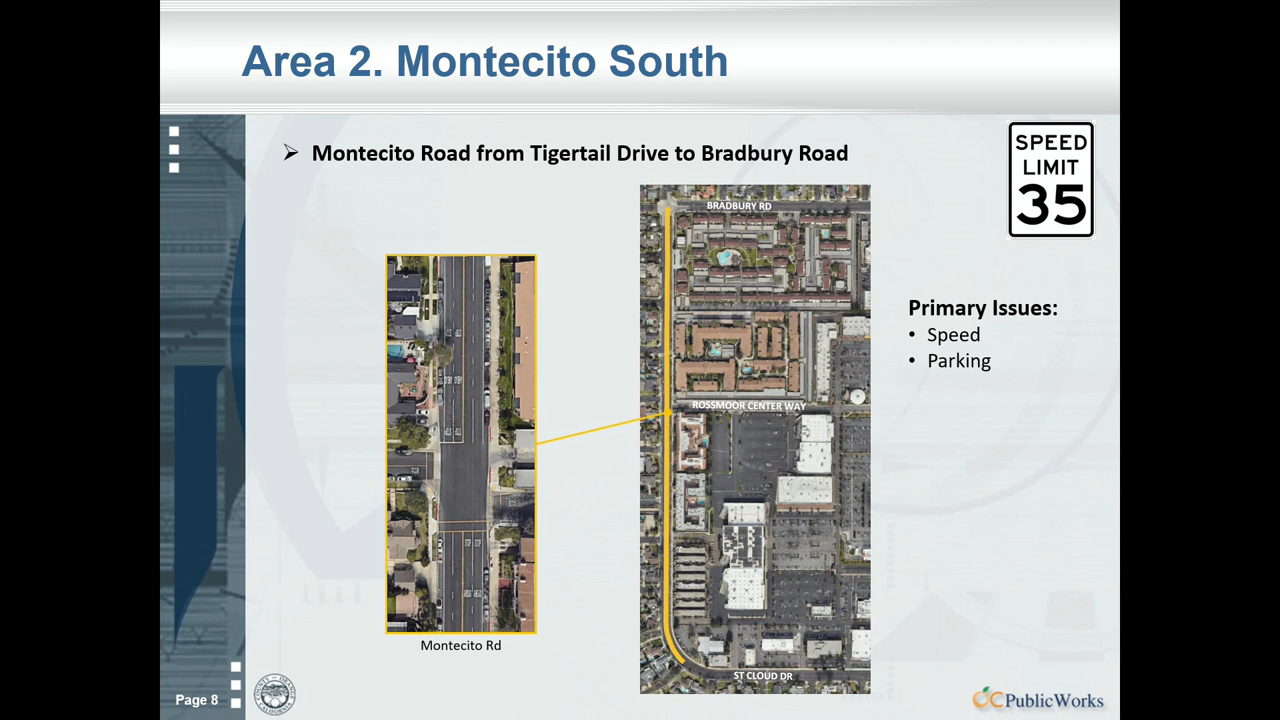 Area 2. Montecito South
➢ Montecito Road from Tigertail Drive to Bradbury Road
SPEED
LIMIT
35
BRADBURY RD
Primary Issues:
• Speed
• Parking
ROSSMOOR CENTER WAY
Montecito Rd
ST CLOUD DR
Page 8
OCPublicWorks